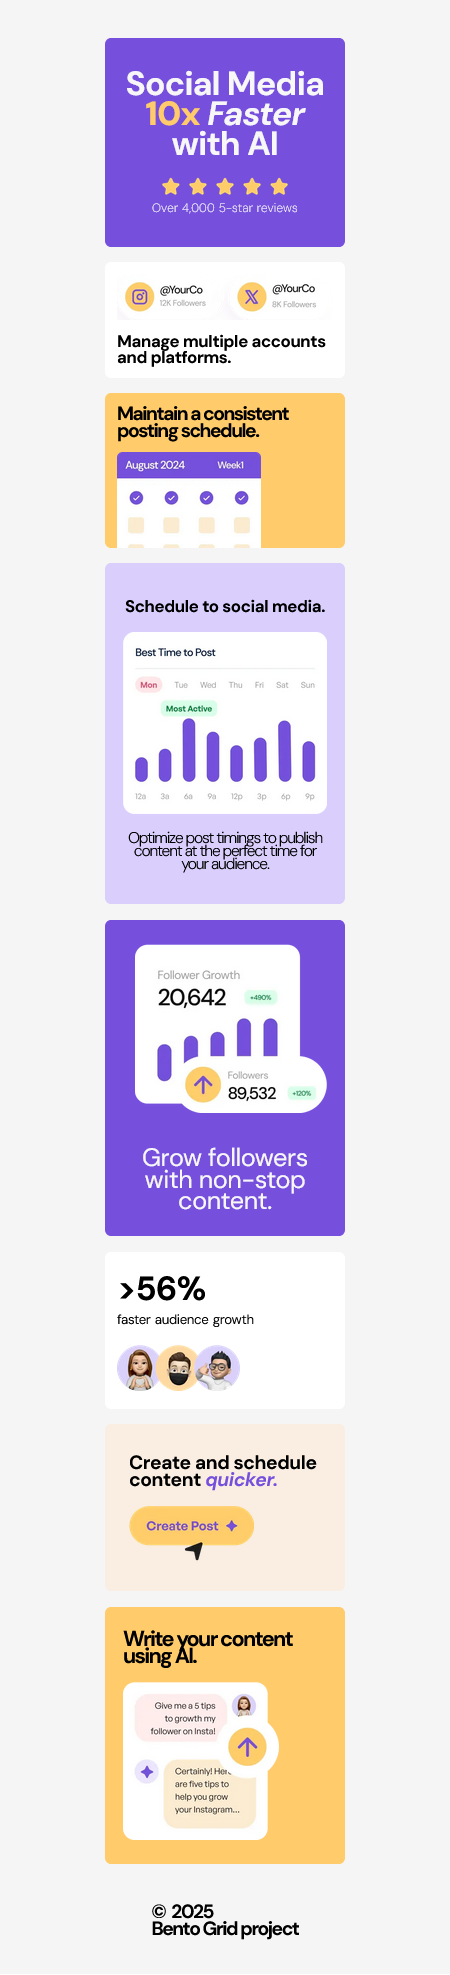 Social Media
10x Faster
with AI
Over 4,000 5-star reviews
@YourCo
12K Followers
@YourCo
8K Followers
Manage multiple accounts
and platforms.
Maintain a consistent
posting schedule.
August 2024 Week1
Schedule to social media.
Best Time to Post
Mon Tue Wed Thu Fri Sat Sun
Most Active
12a 3a 6a 9a 12p 3p 6p 9p
Optimize post timings to publish
content at the perfect time for
your audience.
Follower Growth
20,642 +490%
Followers
89,532 +120%
Grow followers
with non-stop
content.
>56%
faster audience growth
Create and schedule
content quicker.
Create Post
Write your content
using AI.
Give me a 5 tips
to growth my
follower on Insta!
Certainly! Here
are five tips to
help you grow
your Instagram...
© 2025
Bento Grid project